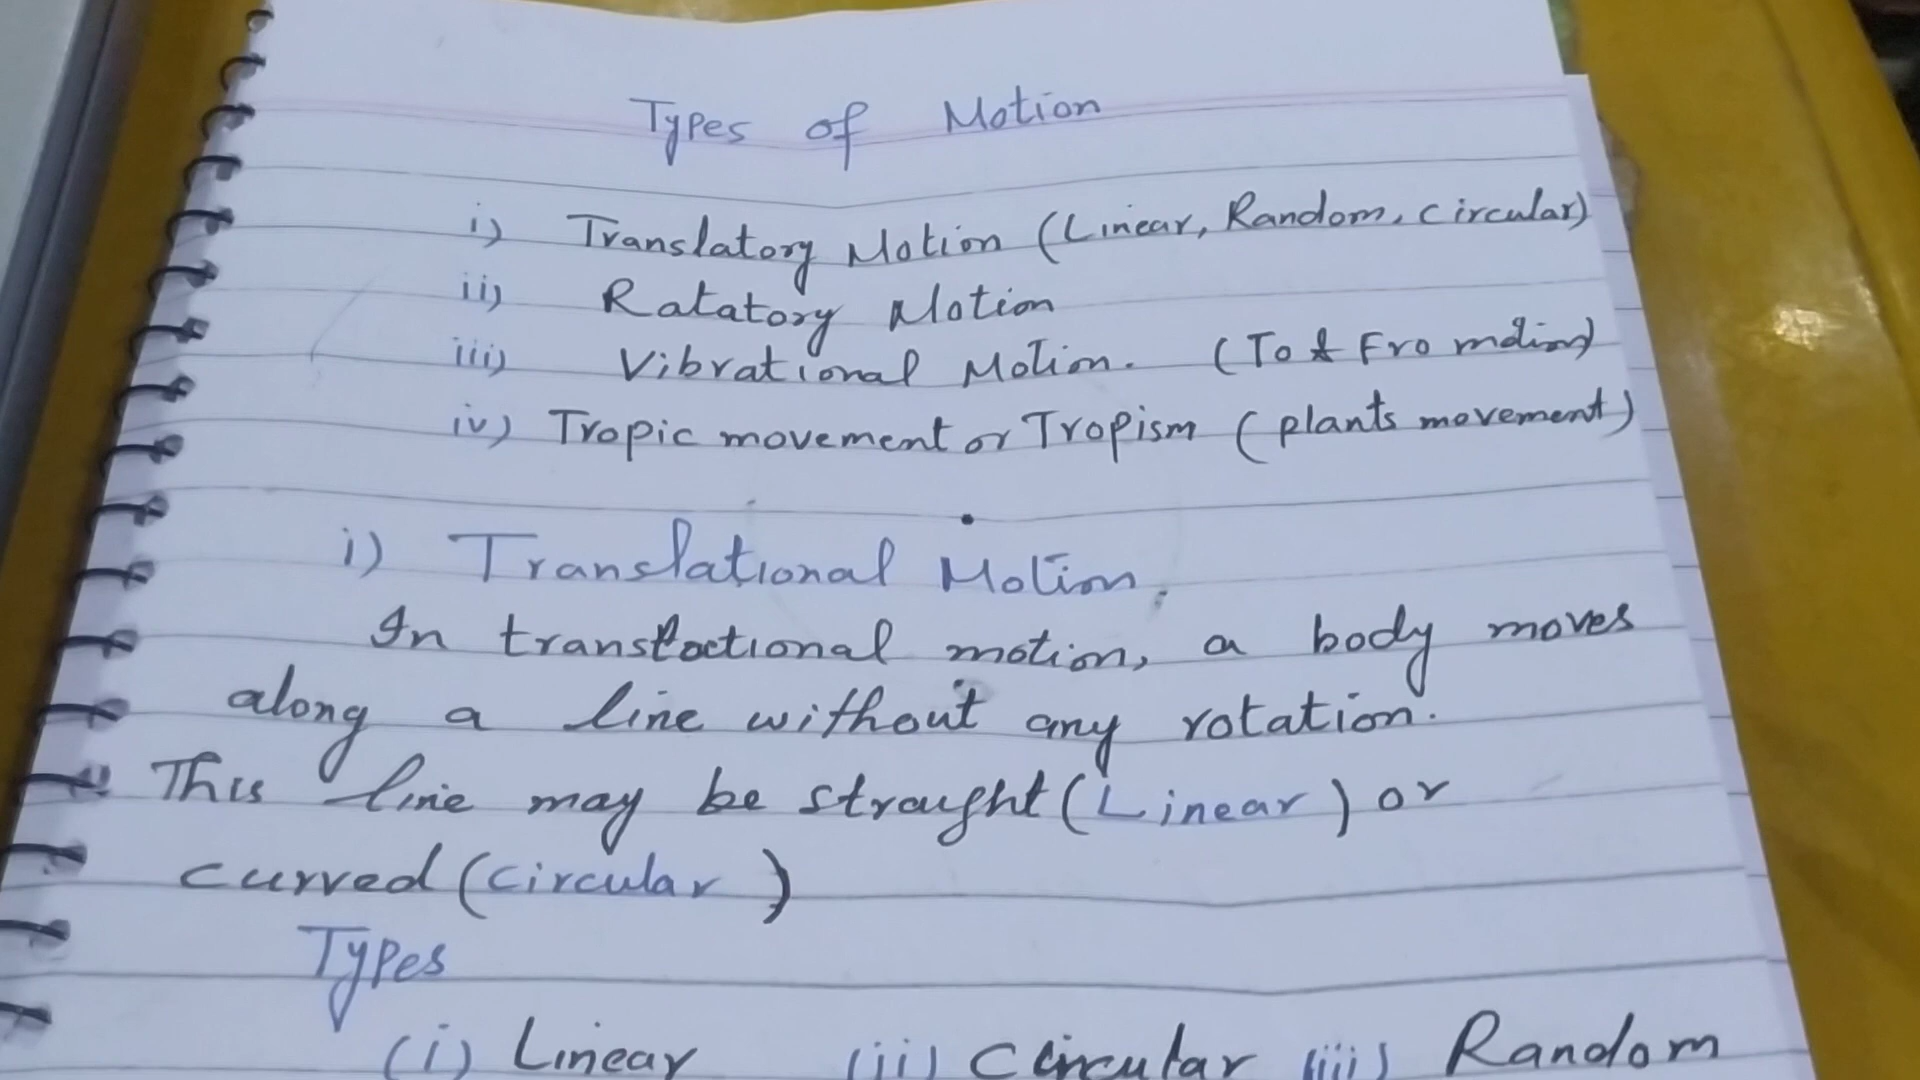 Types of Motion
i) Translatory Motion (Linear, Random, circular)
ii) Ratatory Motion
iii) Vibrational Motion. (To & Fro motion)
iv) Tropic movement or Tropism (plants movement)
i) Translational Motion.
In translactional motion, a body moves
along a line without any rotation.
This line may be straught (Linear) or
curved (circular)
Types
(i) Linear (ii) Circular (iii) Random